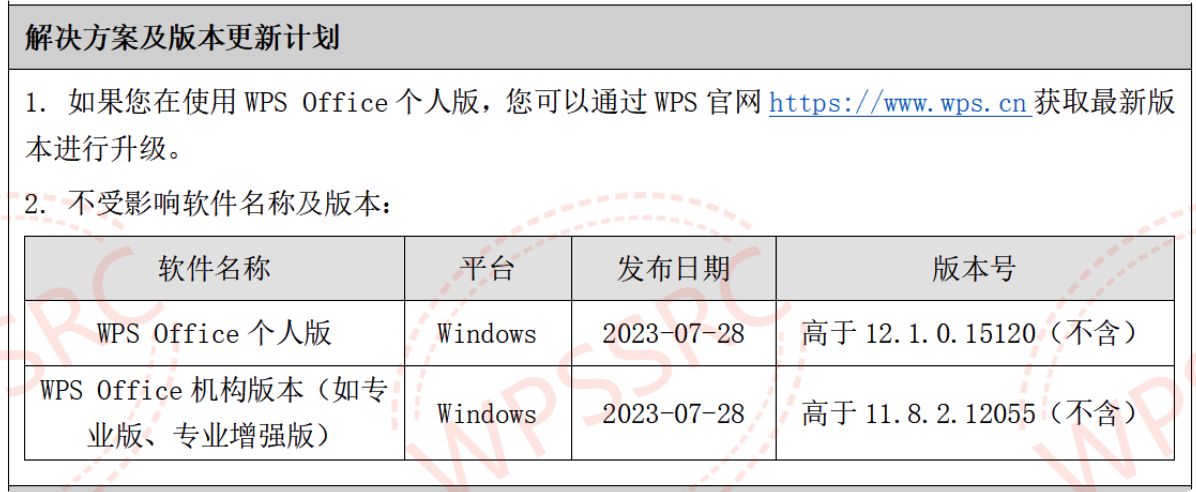 解决方案及版本更新计划
1. 如果您在使用 WPS Office 个人版，您可以通过 WPS 官网 https://www.wps.cn 获取最新版
本进行升级。
2. 不受影响软件名称及版本：
软件名称 平台 发布日期 版本号
WPS Office 个人版 Windows 2023-07-28 高于 12.1.0.15120（不含）
WPS Office 机构版本（如专
业版、专业增强版） Windows 2023-07-28 高于 11.8.2.12055（不含）
WPSSRC